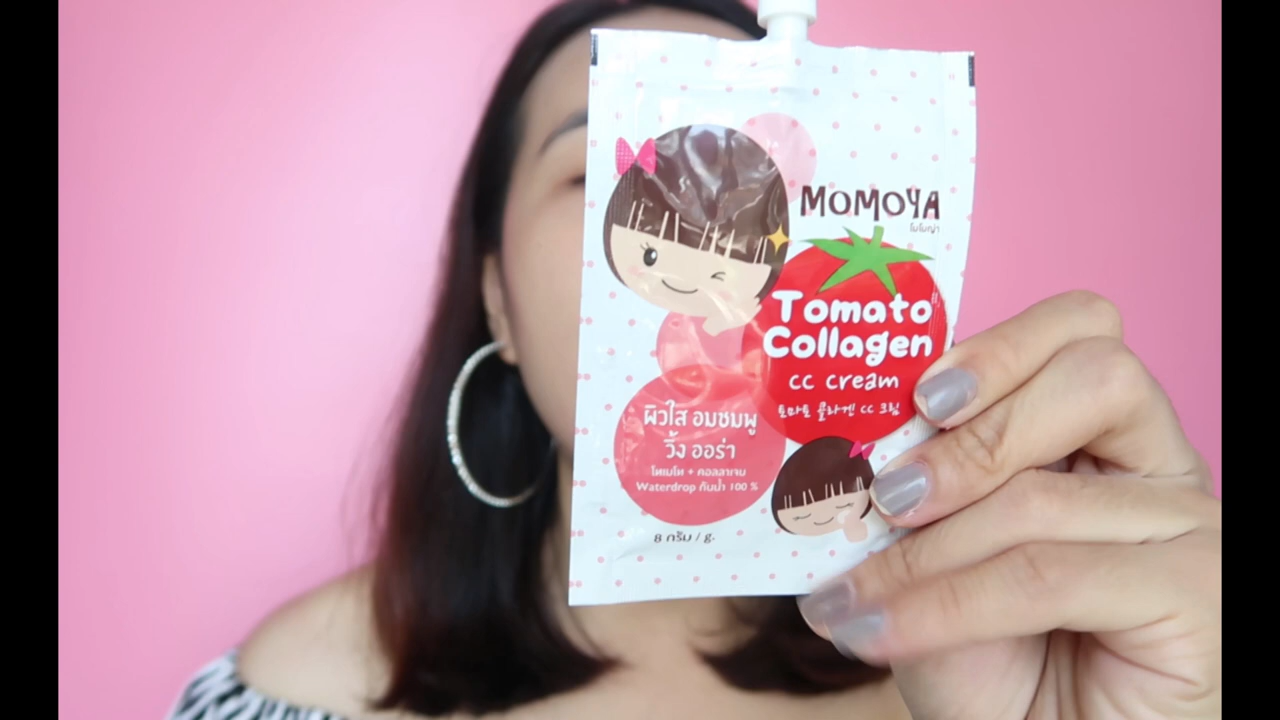 MOMOYA
โมโมญ่า
Tomato
Collagen
cc cream
토마토 콜라겐 cc 크림
ผิวใส อมชมพู
วิ้ง ออร่า
โทเมโท + คอลลาเจน
Waterdrop กันน้ำ 100 %
8 กรัม / g.